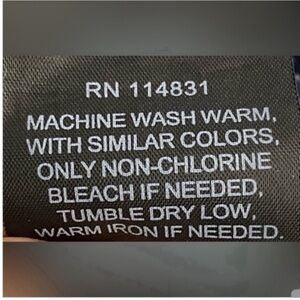 RN 114831
MACHINE WASH WARM,
WITH SIMILAR COLORS,
ONLY NON-CHLORINE
BLEACH IF NEEDED,
TUMBLE DRY LOW,
WARM IRON IF NEEDED.